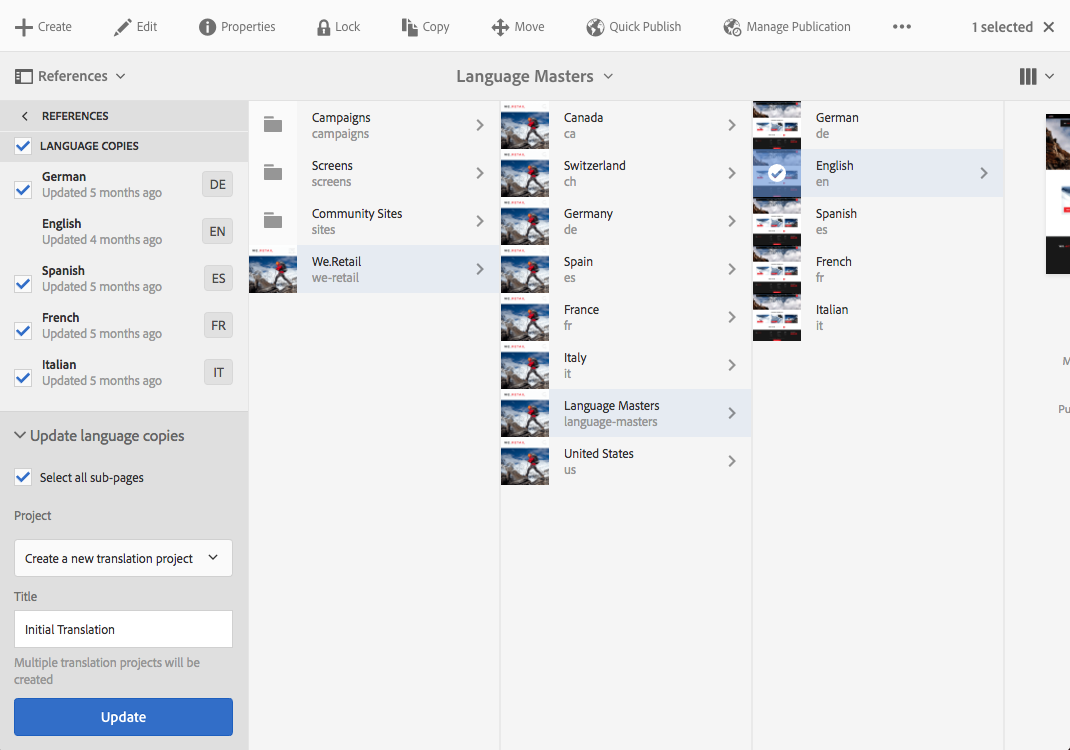 Create
Edit
Properties
Lock
Copy
Move
Quick Publish
Manage Publication
1 selected
References
Language Masters
REFERENCES
LANGUAGE COPIES
German
Updated 5 months ago
DE
English
Updated 4 months ago
EN
Spanish
Updated 5 months ago
ES
French
Updated 5 months ago
FR
Italian
Updated 5 months ago
IT
Update language copies
Select all sub-pages
Project
Create a new translation project
Title
Initial Translation
Multiple translation projects will be
created
Update
Campaigns
campaigns
Screens
screens
Community Sites
sites
We.Retail
we-retail
Canada
ca
Switzerland
ch
Germany
de
Spain
es
France
fr
Italy
it
Language Masters
language-masters
United States
us
German
de
English
en
Spanish
es
French
fr
Italian
it